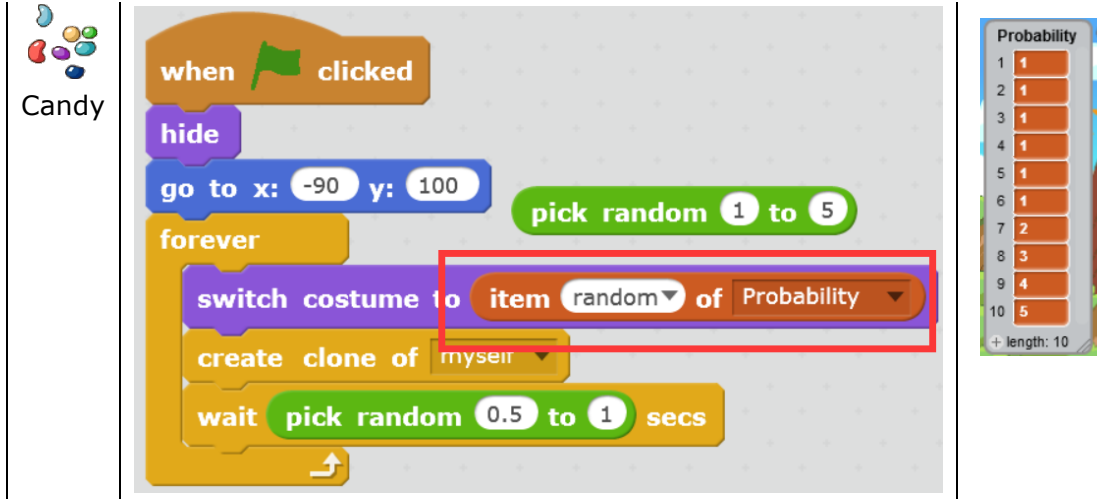 Candy
when clicked
hide
go to x: -90 y: 100
pick random 1 to 5
forever
switch costume to item random of Probability
create clone of myself
wait pick random 0.5 to 1 secs
Probability
1 1
2 1
3 1
4 1
5 1
6 1
7 2
8 3
9 4
10 5
+ length: 10